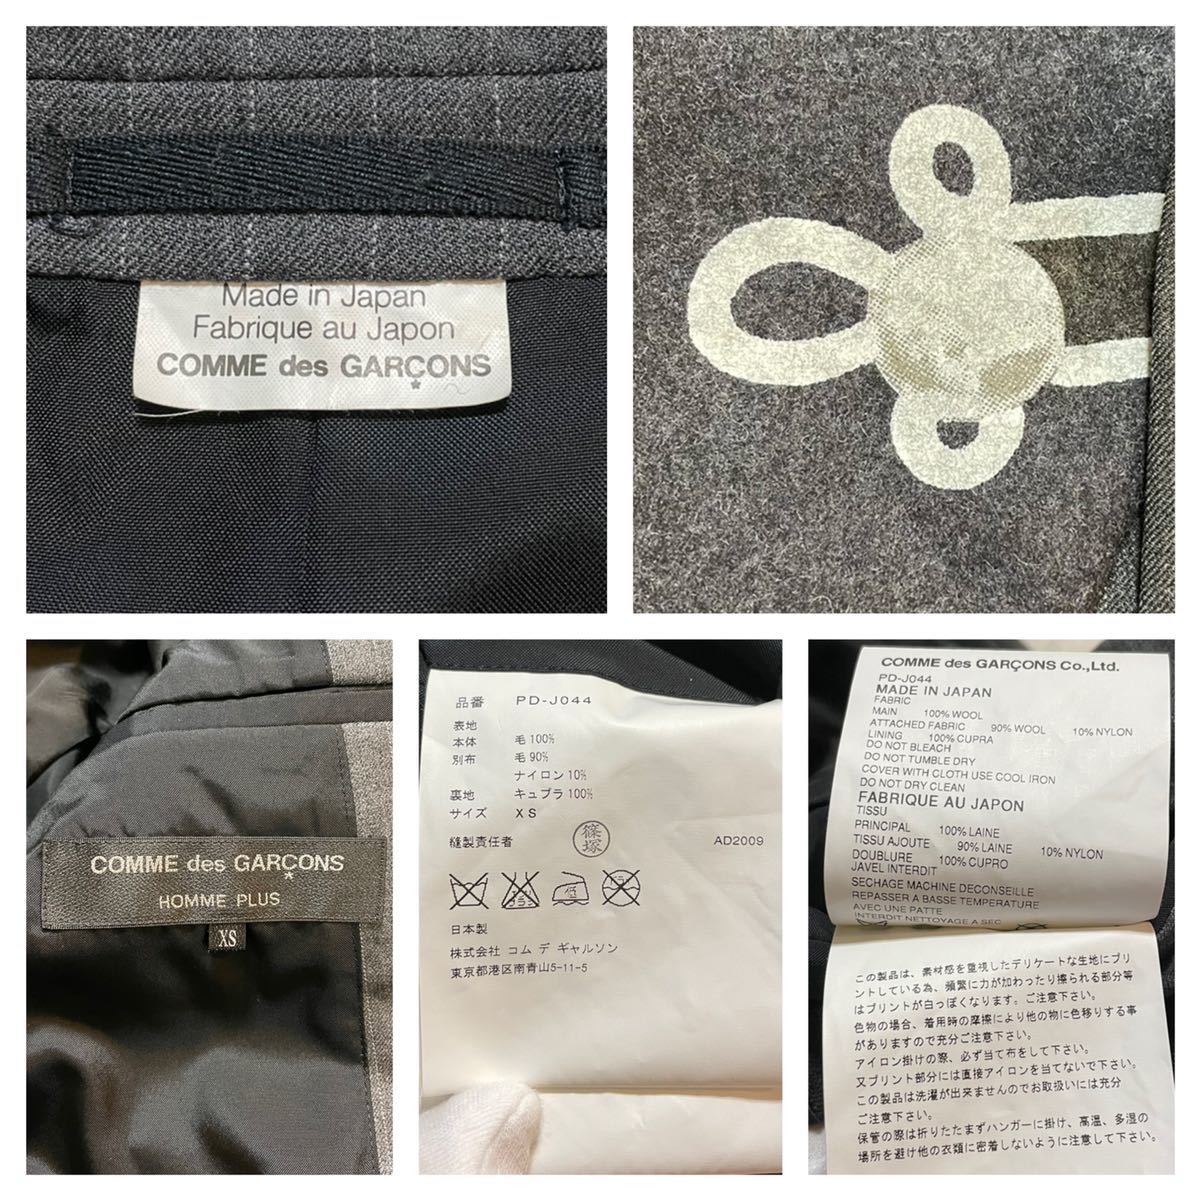 Made in Japan
Fabrique au Japon
COMME des GARÇONS
*
COMME des GARÇONS
*
HOMME PLUS
XS
品番 PD-J044
表地
本体 毛100%
別布 毛 90%
ナイロン 10%
裏地 キュプラ 100%
サイズ XS
縫製責任者 篠塚 AD2009
低
日本製
株式会社 コム デ ギャルソン
東京都港区南青山5-11-5
COMME des GARÇONS Co.,Ltd.
PD-J044
MADE IN JAPAN
FABRIC
MAIN 100% WOOL
ATTACHED FABRIC 90% WOOL 10% NYLON
LINING 100% CUPRA
DO NOT BLEACH
DO NOT TUMBLE DRY
COVER WITH CLOTH USE COOL IRON
DO NOT DRY CLEAN
FABRIQUE AU JAPON
TISSU
PRINCIPAL 100% LAINE
TISSU AJOUTE 90% LAINE 10% NYLON
DOUBLURE 100% CUPRO
JAVEL INTERDIT
SECHAGE MACHINE DECONSEILLE
REPASSER A BASSE TEMPERATURE
AVEC UNE PATTE
INTERDIT NETTOYAGE A SEC
この製品は、素材感を重視したデリケートな生地にプリ
ントしている為、頻繁に力が加わったり擦られる部分等
はプリントが白っぽくなります。ご注意下さい。
色物の場合、着用時の摩擦により他の物に色移りする事
がありますので充分ご注意下さい。
アイロン掛けの際、必ず当て布をして下さい。
又プリント部分には直接アイロンを当てないで下さい。
この製品は洗濯が出来ませんのでお取扱いには充分
ご注意下さい。
保管の際は折りたたまずハンガーに掛け、高温、多湿の
場所を避け他の衣類に密着しないように注意して下さい。